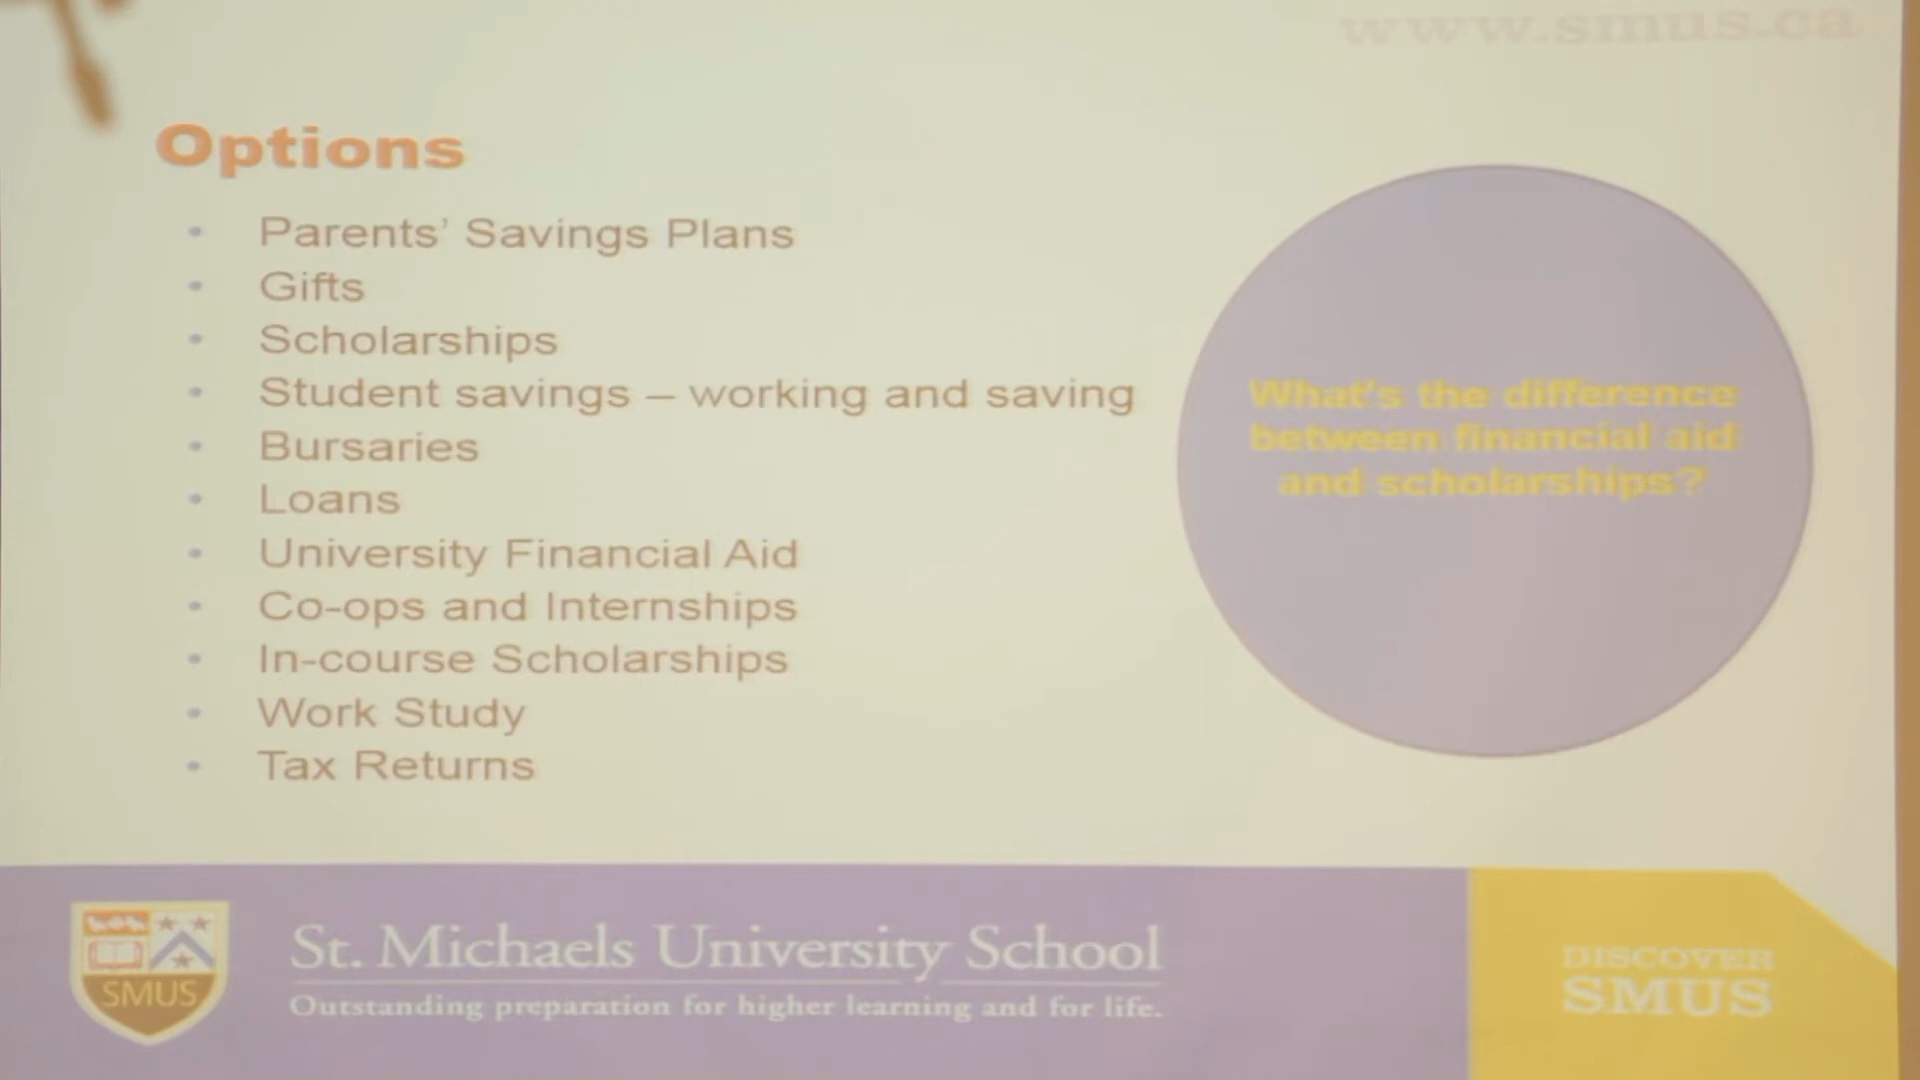 www.smus.ca
Options
• Parents' Savings Plans
• Gifts
• Scholarships
• Student savings – working and saving
• Bursaries
• Loans
• University Financial Aid
• Co-ops and Internships
• In-course Scholarships
• Work Study
• Tax Returns
What's the difference
between financial aid
and scholarships?
SMUS
St. Michaels University School
Outstanding preparation for higher learning and for life.
DISCOVER
SMUS